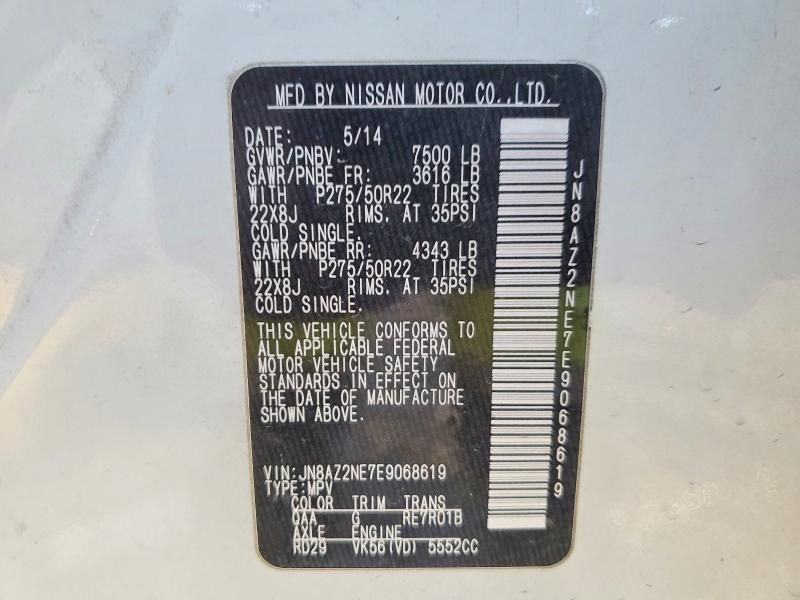 MFD BY NISSAN MOTOR CO.,LTD.
DATE: 5/14
GVWR/PNBV: 7500 LB
GAWR/PNBE FR: 3616 LB
WITH P275/50R22 TIRES
22X8J RIMS, AT 35PSI
COLD SINGLE.
GAWR/PNBE RR: 4343 LB
WITH P275/50R22 TIRES
22X8J RIMS, AT 35PSI
COLD SINGLE.
THIS VEHICLE CONFORMS TO
ALL APPLICABLE FEDERAL
MOTOR VEHICLE SAFETY
STANDARDS IN EFFECT ON
THE DATE OF MANUFACTURE
SHOWN ABOVE.
VIN:JN8AZ2NE7E9068619
TYPE:MPV
COLOR TRIM TRANS
QAA G RE7R01B
AXLE ENGINE
RD29 VK56(VD) 5552CC
JN8AZ2NE7E9068619